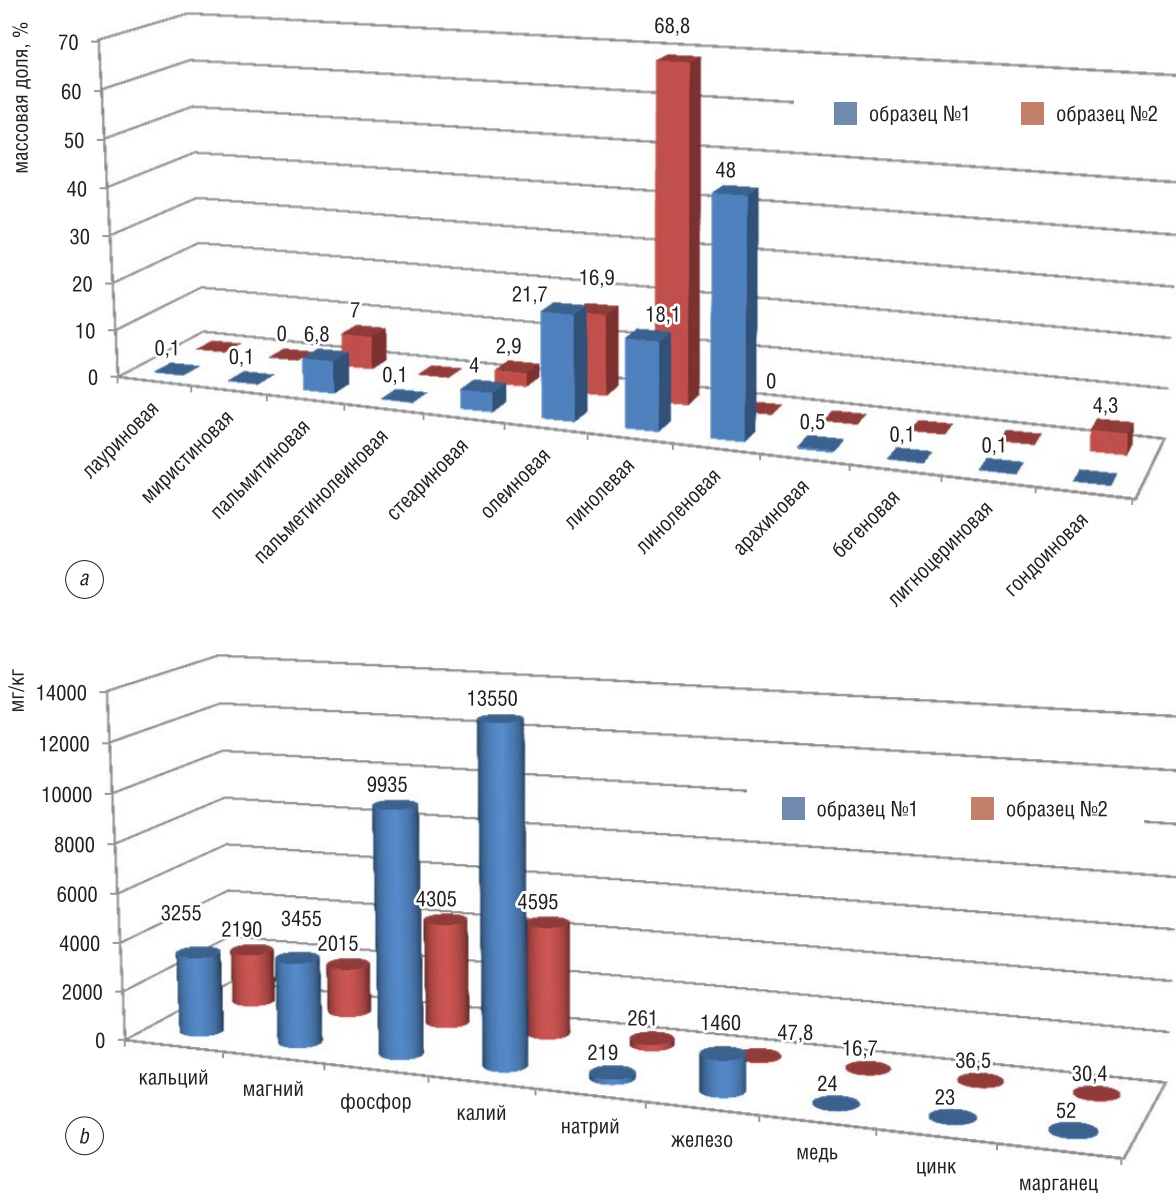 массовая доля, %
70
60
50
40
30
20
10
0
68,8
образец №1
образец №2
48
21,7
16,9
18,1
0,1
0,1
0
6,8
7
0,1
4
2,9
0
0,5
0,1
0,1
4,3
лауриновая
миристиновая
пальмитиновая
пальметинолеиновая
стеариновая
олеиновая
линолевая
линоленовая
арахиновая
бегеновая
лигноцериновая
гондоиновая
a
мг/кг
14000
12000
10000
8000
6000
4000
2000
0
образец №1
образец №2
3255
2190
3455
2015
9935
4305
13550
4595
219
261
1460
47,8
24
16,7
23
36,5
52
30,4
кальций
магний
фосфор
калий
натрий
железо
медь
цинк
марганец
b